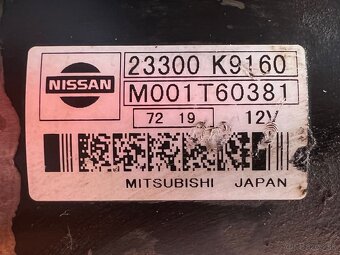 NISSAN
23300 K9160
M001T60381
72 19 12V
MITSUBISHI JAPAN